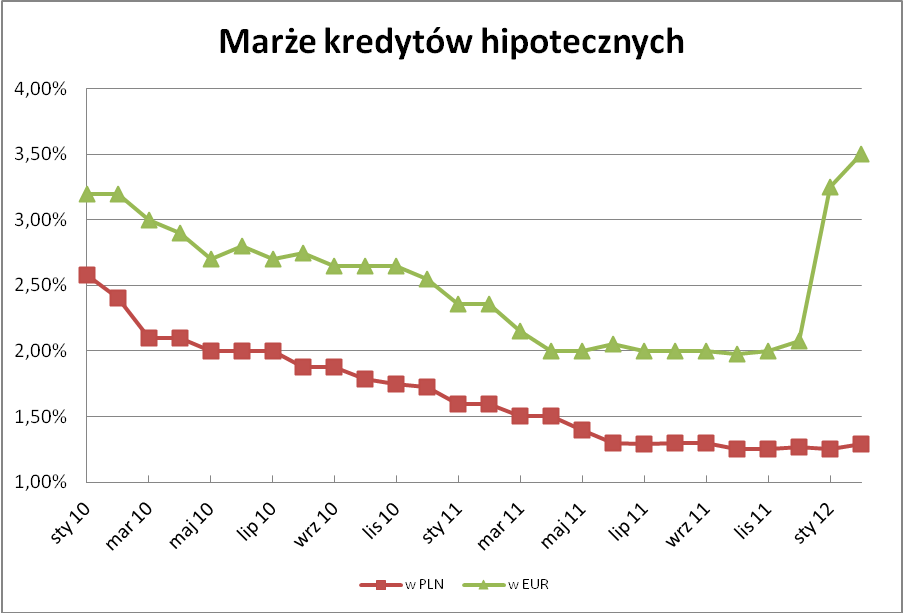 Marże kredytów hipotecznych
4,00%
3,50%
3,00%
2,50%
2,00%
1,50%
1,00%
sty 10
mar 10
maj 10
lip 10
wrz 10
lis 10
sty 11
mar 11
maj 11
lip 11
wrz 11
lis 11
sty 12
w PLN
w EUR